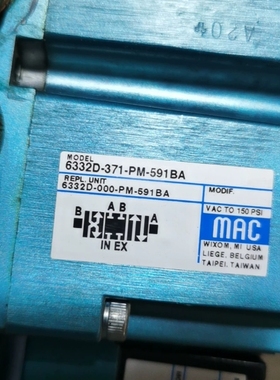 A204
MODEL
6332D-371-PM-591BA
REPL. UNIT
6332D-000-PM-591BA
MODIF.
VAC TO 150 PSI
A B
B A
IN EX
MAC
WIXOM, MI USA
LIEGE, BELGIUM
TAIPEI, TAIWAN